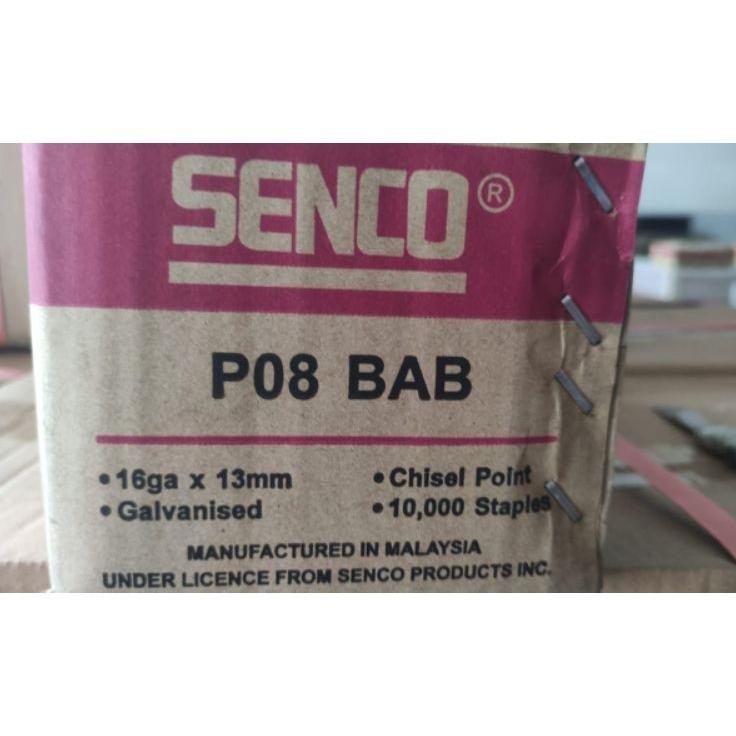 SENCO®
P08 BAB
•16ga x 13mm •Chisel Point
•Galvanised •10,000 Staples
MANUFACTURED IN MALAYSIA
UNDER LICENCE FROM SENCO PRODUCTS INC.